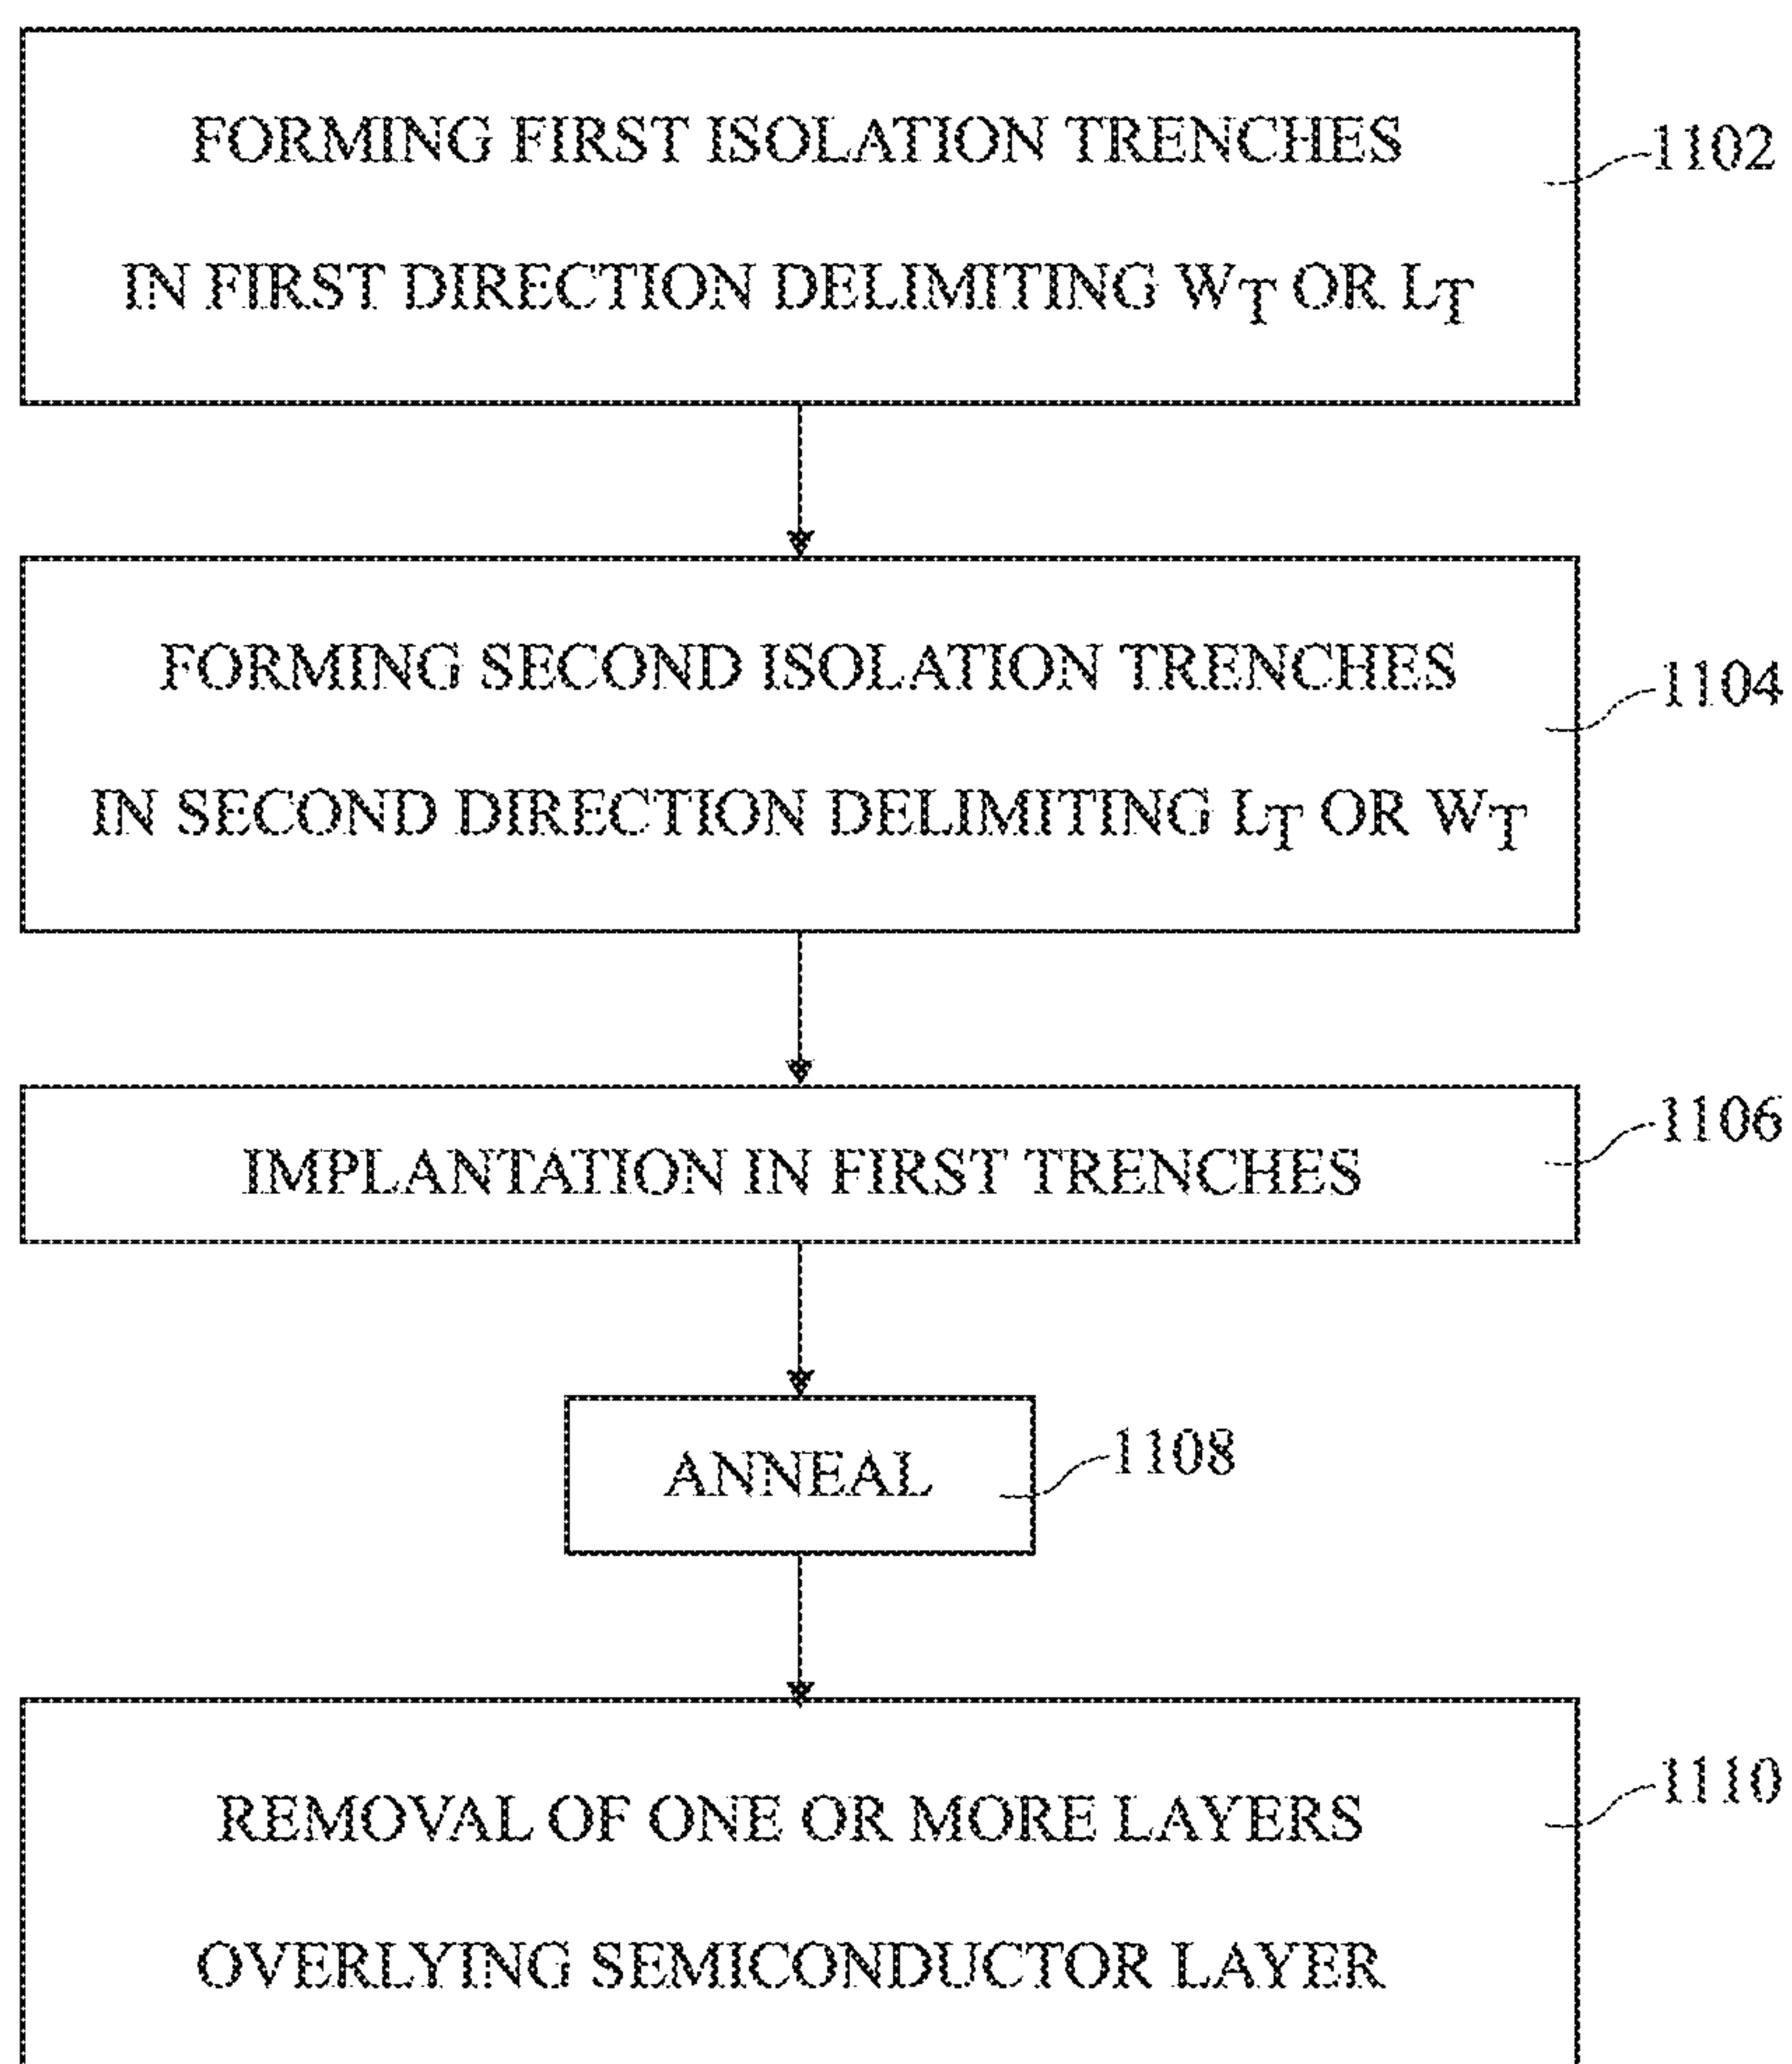 FORMING FIRST ISOLATION TRENCHES
IN FIRST DIRECTION DELIMITING WT OR LT
1102
FORMING SECOND ISOLATION TRENCHES
IN SECOND DIRECTION DELIMITING LT OR WT
1104
IMPLANTATION IN FIRST TRENCHES
1106
ANNEAL
1108
REMOVAL OF ONE OR MORE LAYERS
OVERLYING SEMICONDUCTOR LAYER
1110